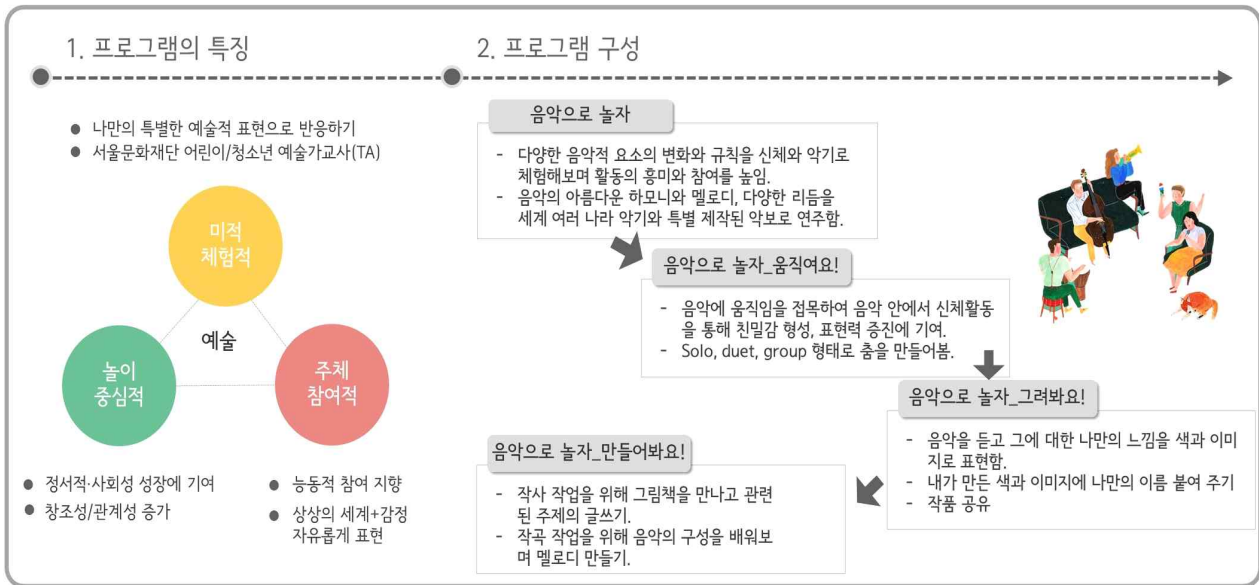 1. 프로그램의 특징
● 나만의 특별한 예술적 표현으로 반응하기
● 서울문화재단 어린이/청소년 예술가교사(TA)
미적
체험적
예술
놀이
중심적
주체
참여적
● 정서적·사회성 성장에 기여
● 창조성/관계성 증가
● 능동적 참여 지향
● 상상의 세계+감정
자유롭게 표현
2. 프로그램 구성
음악으로 놀자
- 다양한 음악적 요소의 변화와 규칙을 신체와 악기로
체험해보며 활동의 흥미와 참여를 높임.
- 음악의 아름다운 하모니와 멜로디, 다양한 리듬을
세계 여러 나라 악기와 특별 제작된 악보로 연주함.
음악으로 놀자_움직여요!
- 음악에 움직임을 접목하여 음악 안에서 신체활동
을 통해 친밀감 형성, 표현력 증진에 기여.
- Solo, duet, group 형태로 춤을 만들어봄.
음악으로 놀자_그려봐요!
- 음악을 듣고 그에 대한 나만의 느낌을 색과 이미
지로 표현함.
- 내가 만든 색과 이미지에 나만의 이름 붙여 주기
- 작품 공유
음악으로 놀자_만들어봐요!
- 작사 작업을 위해 그림책을 만나고 관련
된 주제의 글쓰기.
- 작곡 작업을 위해 음악의 구성을 배워보
며 멜로디 만들기.